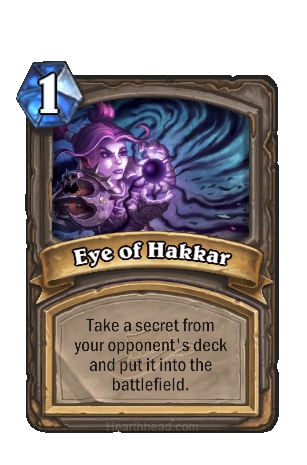 1
Eye of Hakkar
Take a secret from
your opponent's deck
and put it into the
battlefield.
Hearthhead.com